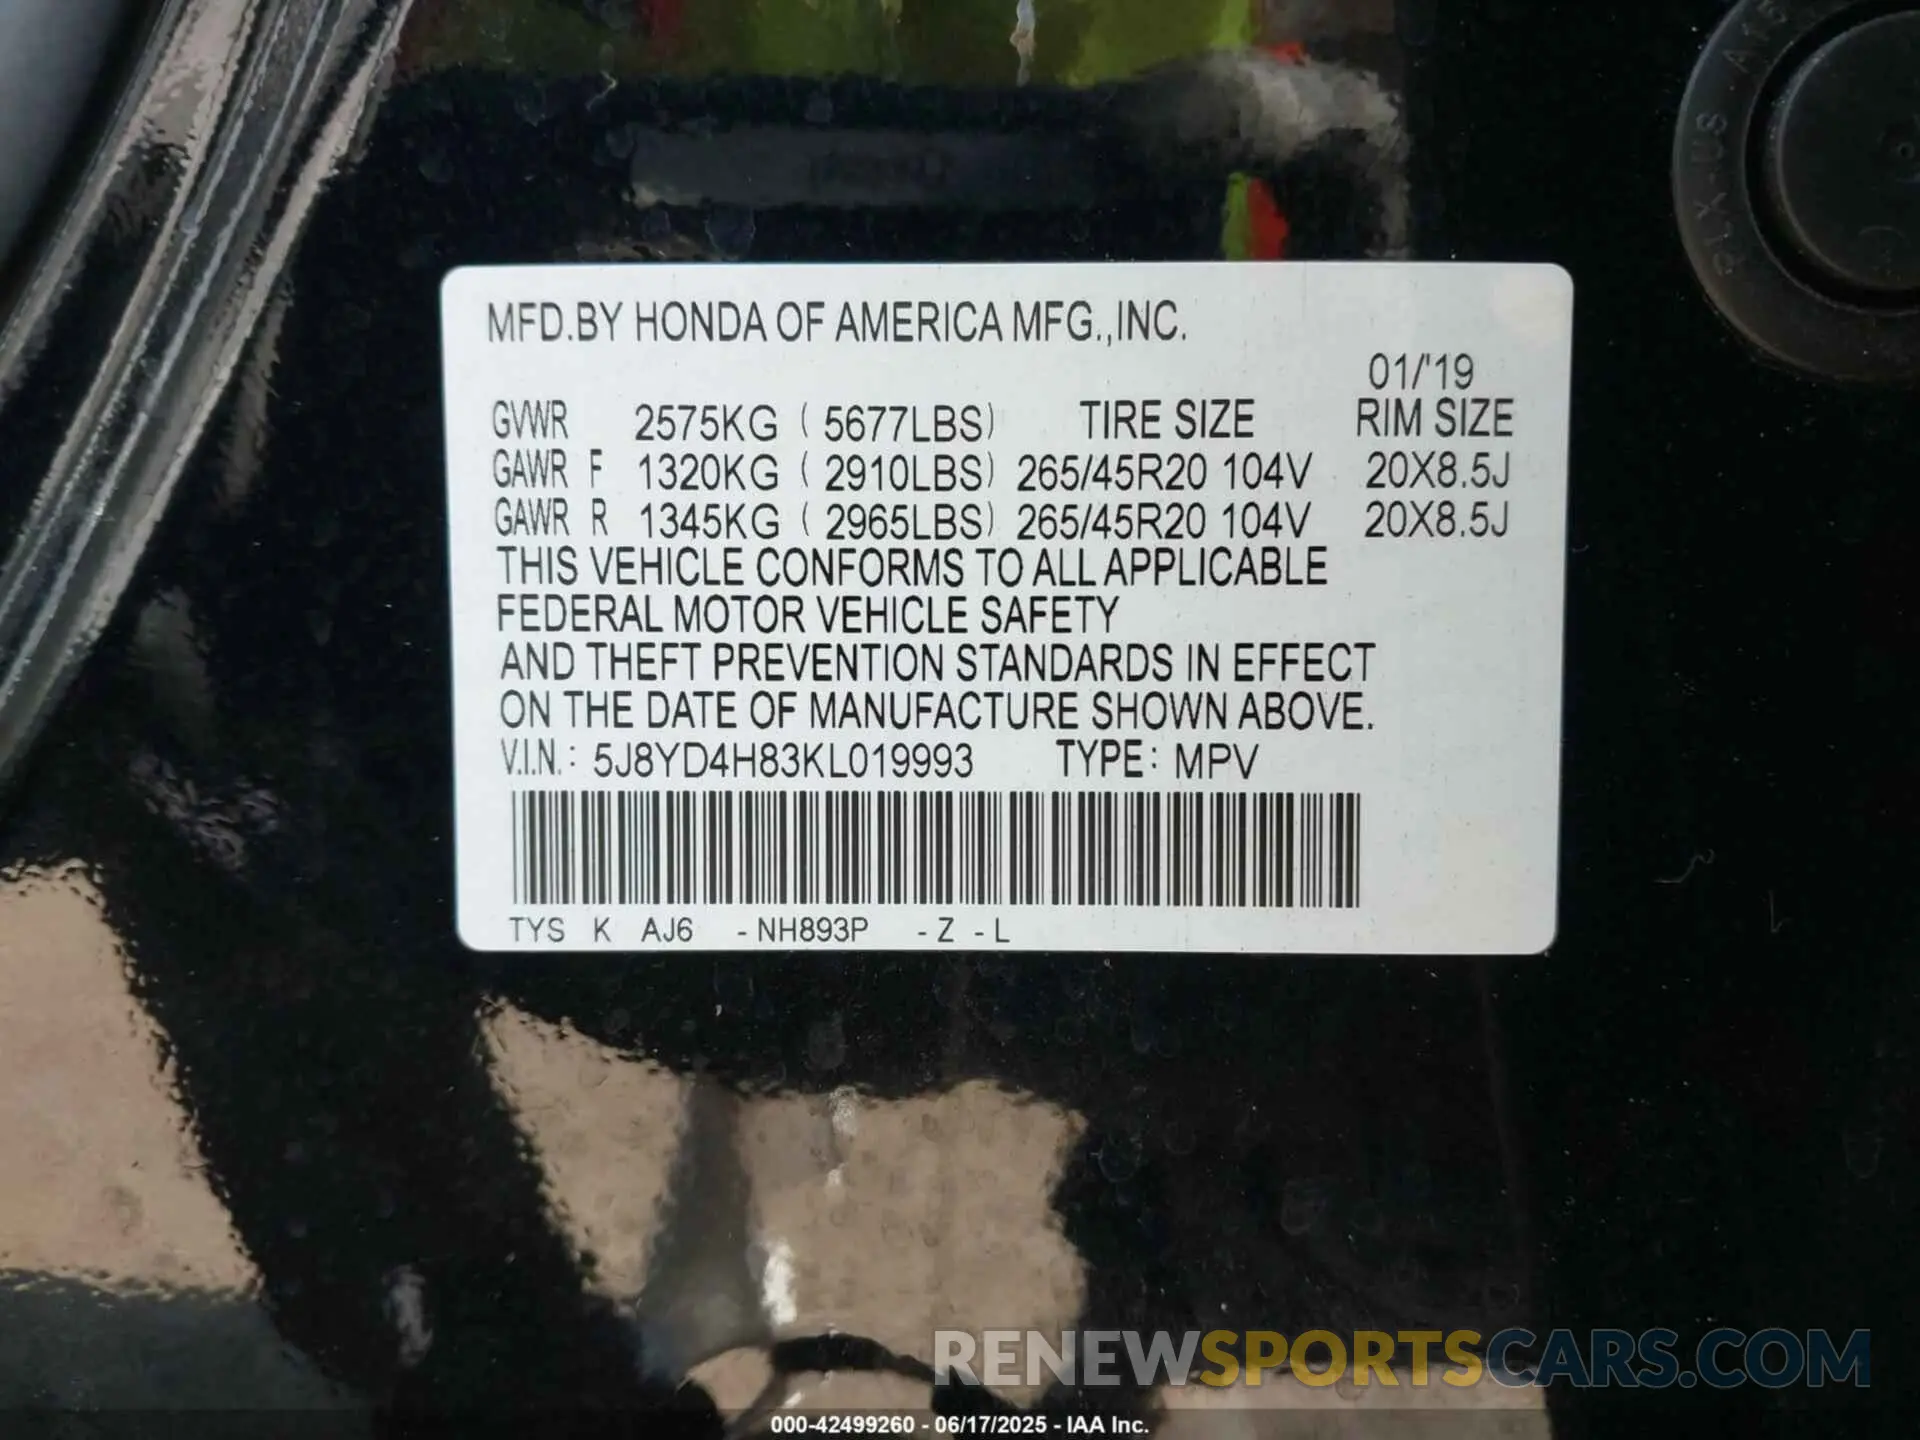 PLX-US A15
MFD.BY HONDA OF AMERICA MFG.,INC.
01/'19
GVWR 2575KG ( 5677LBS) TIRE SIZE RIM SIZE
GAWR F 1320KG ( 2910LBS) 265/45R20 104V 20X8.5J
GAWR R 1345KG ( 2965LBS) 265/45R20 104V 20X8.5J
THIS VEHICLE CONFORMS TO ALL APPLICABLE
FEDERAL MOTOR VEHICLE SAFETY
AND THEFT PREVENTION STANDARDS IN EFFECT
ON THE DATE OF MANUFACTURE SHOWN ABOVE.
V.I.N.: 5J8YD4H83KL019993 TYPE: MPV
TYS K AJ6 -NH893P -Z -L
RENEWSPORTSCARS.COM
000-42499260 - 06/17/2025 - IAA Inc.